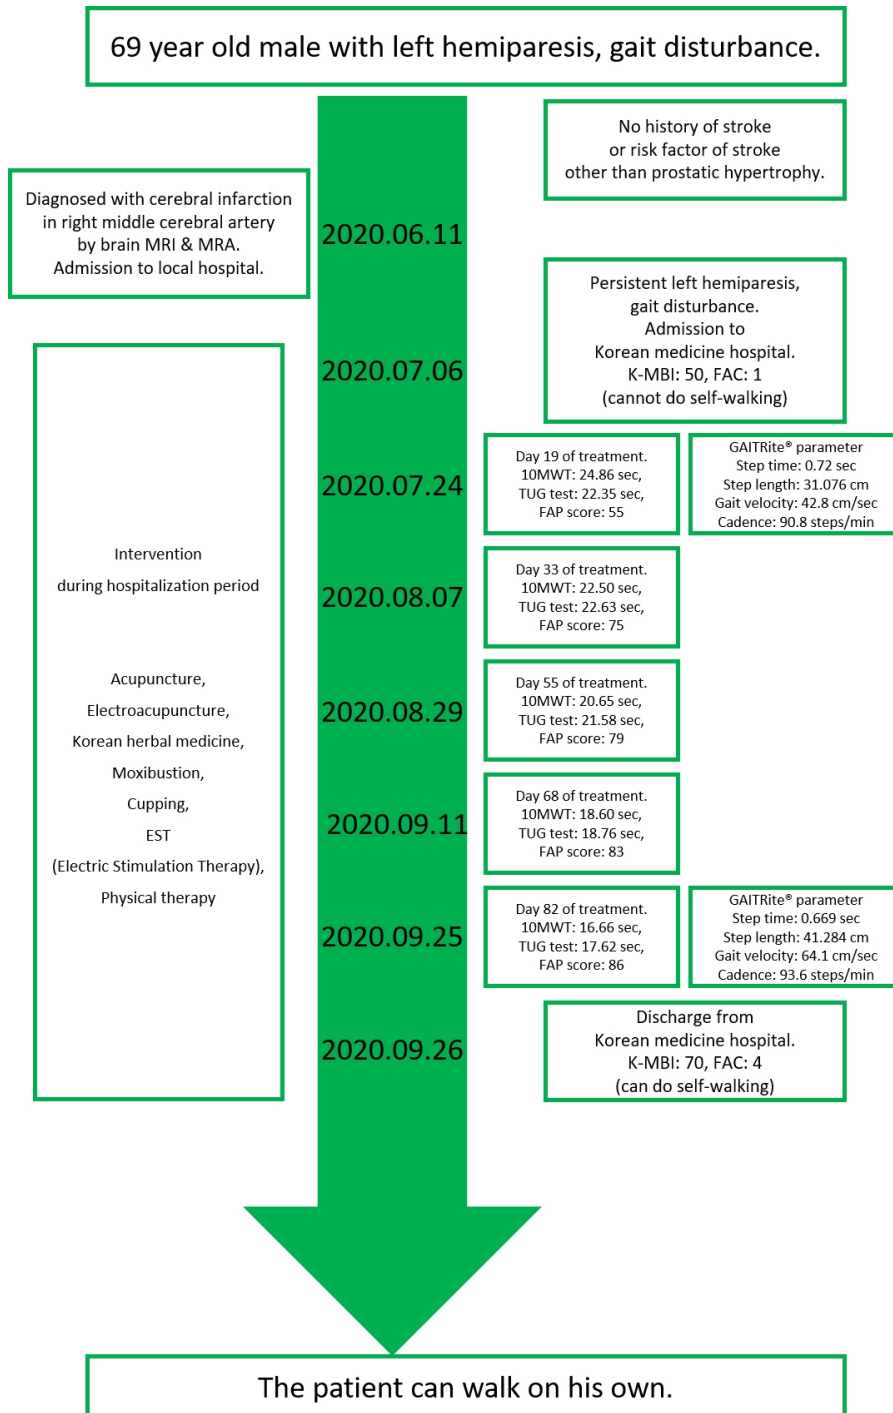 69 year old male with left hemiparesis, gait disturbance.
No history of stroke
or risk factor of stroke
other than prostatic hypertrophy.
Diagnosed with cerebral infarction
in right middle cerebral artery
by brain MRI & MRA.
Admission to local hospital.
2020.06.11
Persistent left hemiparesis,
gait disturbance.
Admission to
Korean medicine hospital.
K-MBI: 50, FAC: 1
(cannot do self-walking)
2020.07.06
Intervention
during hospitalization period
Acupuncture,
Electroacupuncture,
Korean herbal medicine,
Moxibustion,
Cupping,
EST
(Electric Stimulation Therapy),
Physical therapy
2020.07.24
Day 19 of treatment.
10MWT: 24.86 sec,
TUG test: 22.35 sec,
FAP score: 55
GAITRite® parameter
Step time: 0.72 sec
Step length: 31.076 cm
Gait velocity: 42.8 cm/sec
Cadence: 90.8 steps/min
2020.08.07
Day 33 of treatment.
10MWT: 22.50 sec,
TUG test: 22.63 sec,
FAP score: 75
2020.08.29
Day 55 of treatment.
10MWT: 20.65 sec,
TUG test: 21.58 sec,
FAP score: 79
2020.09.11
Day 68 of treatment.
10MWT: 18.60 sec,
TUG test: 18.76 sec,
FAP score: 83
2020.09.25
Day 82 of treatment.
10MWT: 16.66 sec,
TUG test: 17.62 sec,
FAP score: 86
GAITRite® parameter
Step time: 0.669 sec
Step length: 41.284 cm
Gait velocity: 64.1 cm/sec
Cadence: 93.6 steps/min
2020.09.26
Discharge from
Korean medicine hospital.
K-MBI: 70, FAC: 4
(can do self-walking)
The patient can walk on his own.